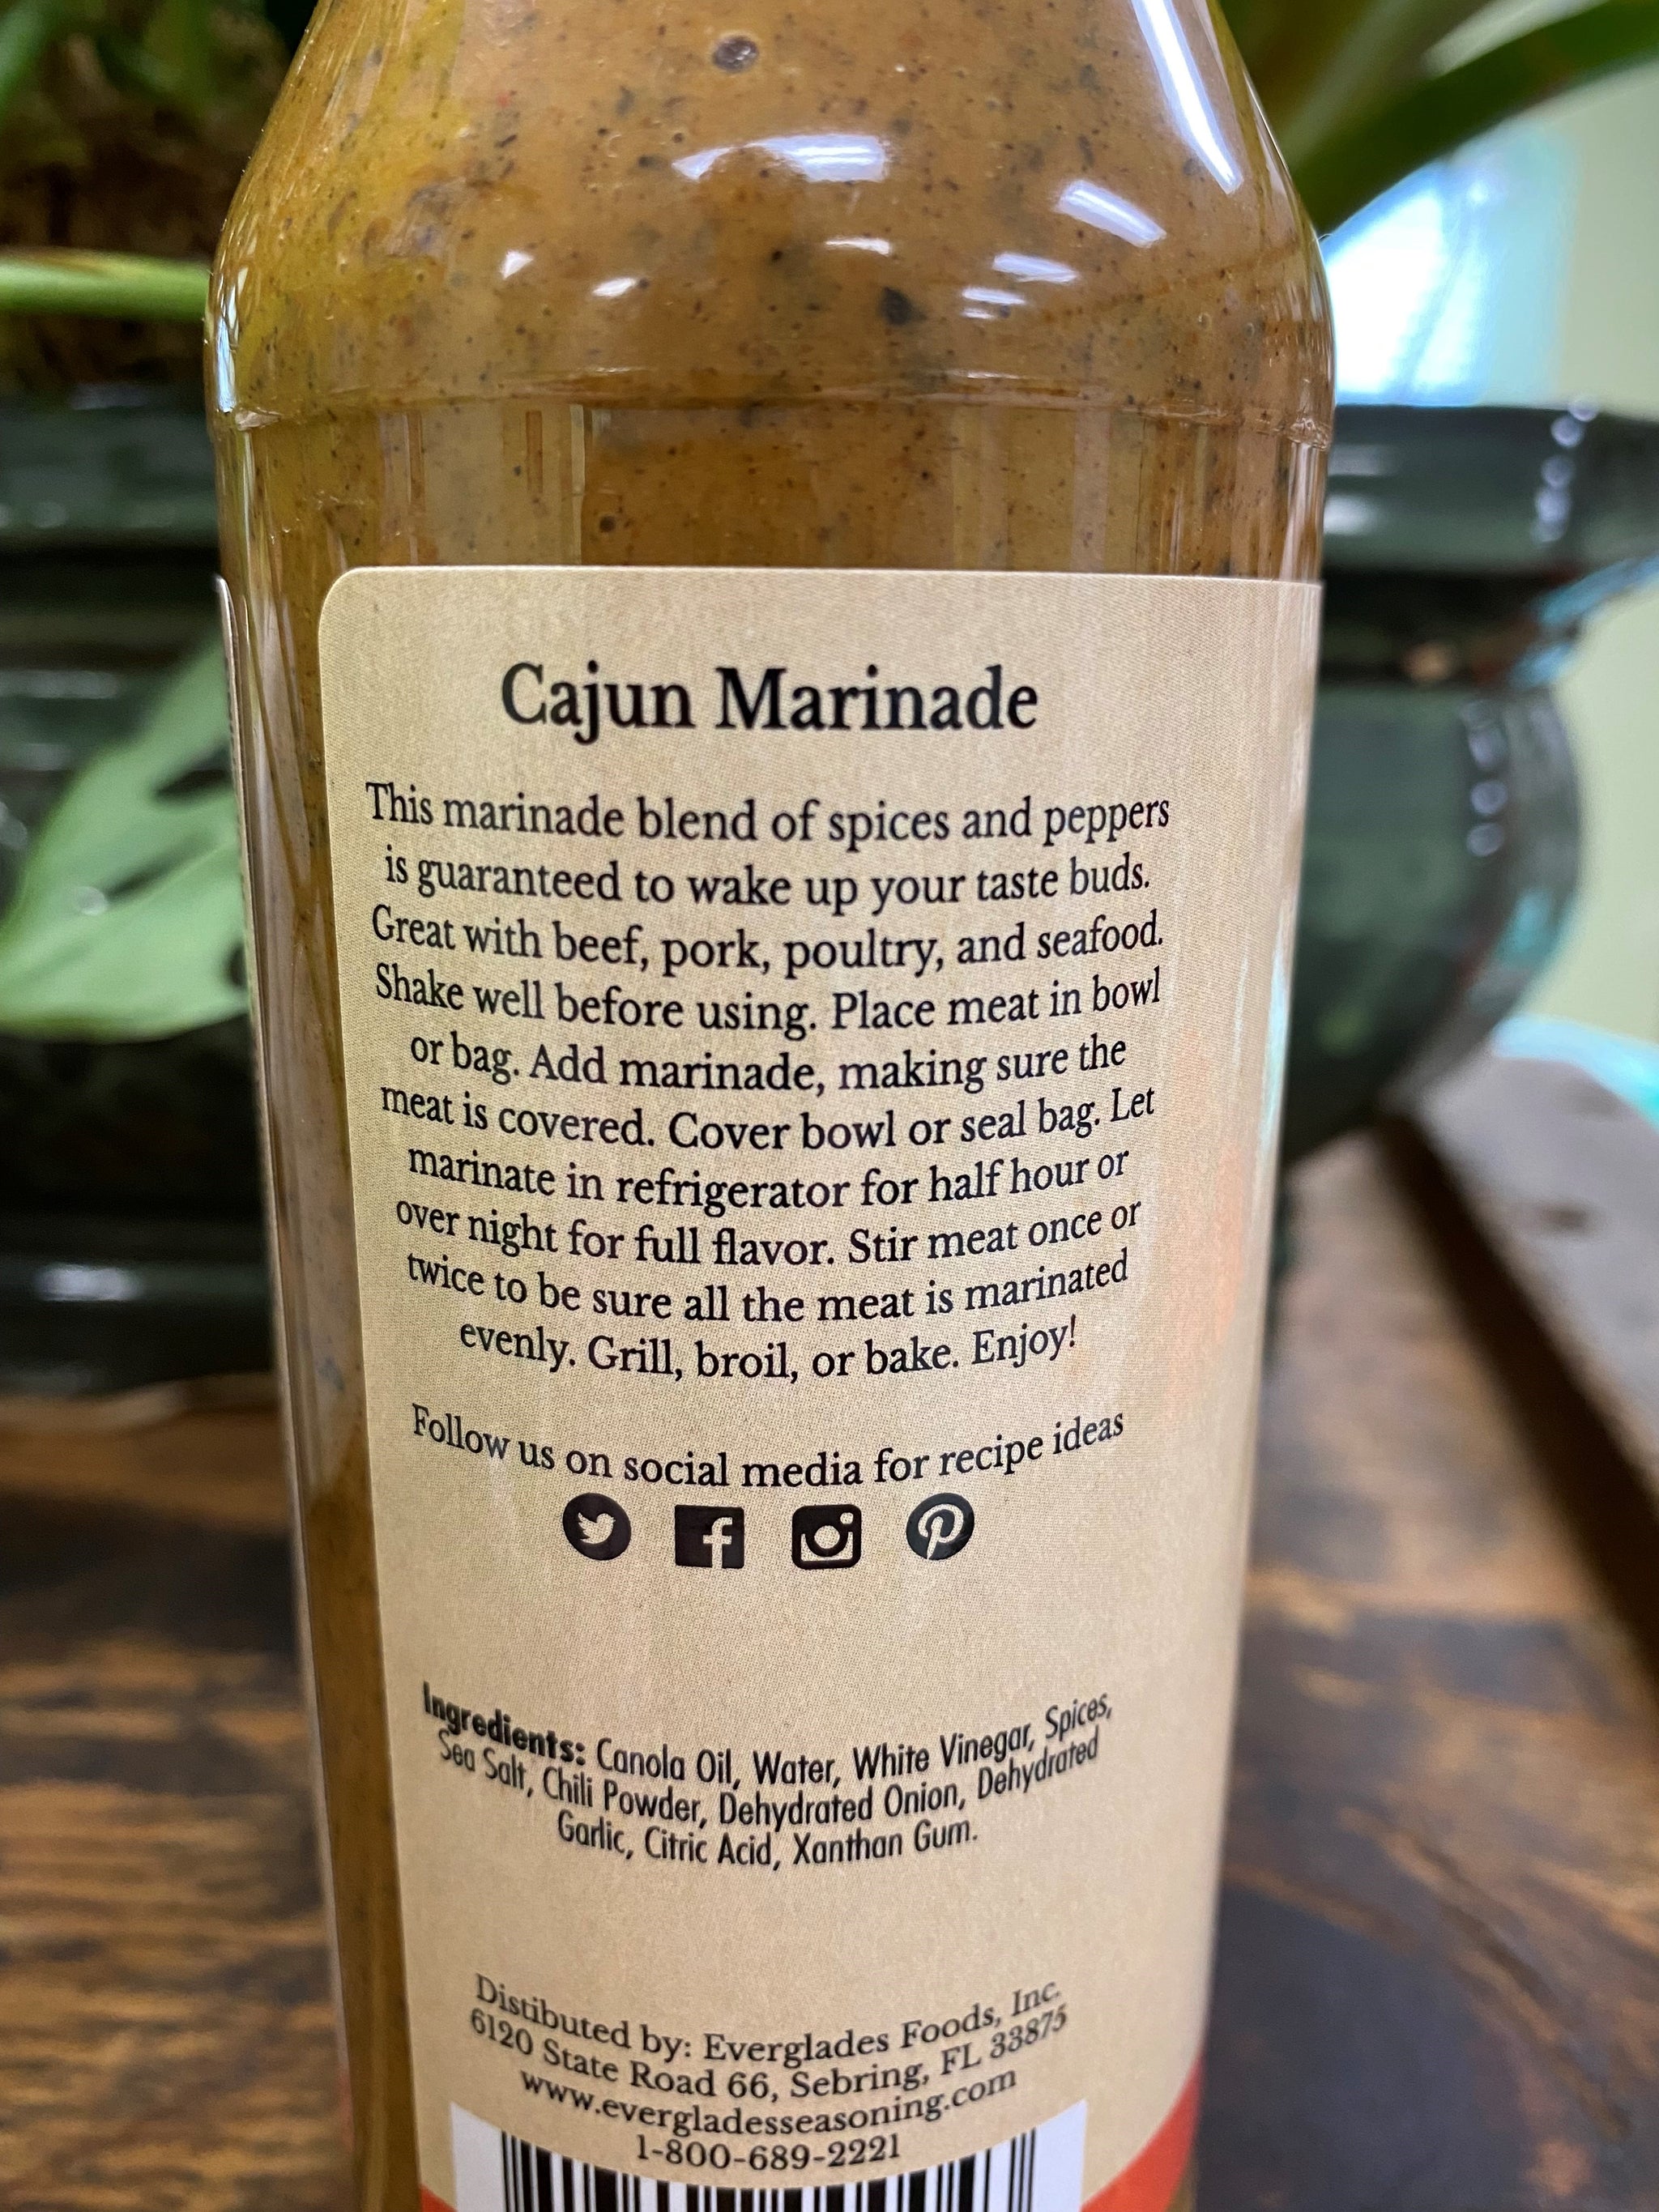 Cajun Marinade
This marinade blend of spices and peppers
is guaranteed to wake up your taste buds.
Great with beef, pork, poultry, and seafood.
Shake well before using. Place meat in bowl
or bag. Add marinade, making sure the
meat is covered. Cover bowl or seal bag. Let
marinate in refrigerator for half hour or
over night for full flavor. Stir meat once or
twice to be sure all the meat is marinated
evenly. Grill, broil, or bake. Enjoy!
Follow us on social media for recipe ideas
Ingredients: Canola Oil, Water, White Vinegar, Spices,
Sea Salt, Chili Powder, Dehydrated Onion, Dehydrated
Garlic, Citric Acid, Xanthan Gum.
Distibuted by: Everglades Foods, Inc.
6120 State Road 66, Sebring, FL 33875
www.evergladesseasoning.com
1-800-689-2221